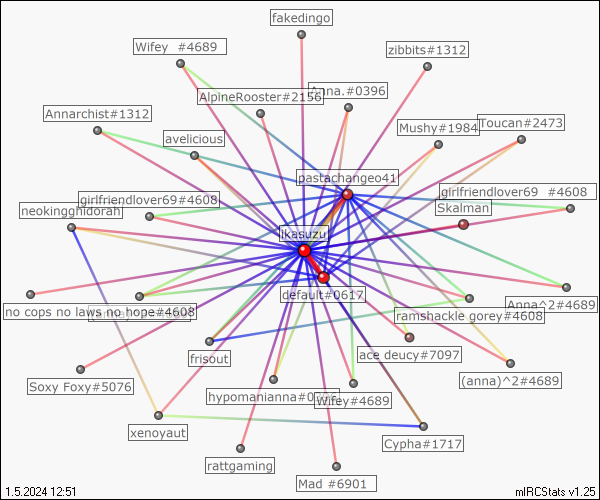 fakedingo
Wifey  #4689
zibbits#1312
AlpineRooster#2156
Anna.#0396
Annarchist#1312
Mushy#1984
Toucan#2473
avelicious
pastachangeo41
girlfriendlover69#4608
girlfriendlover69  #4608
neokingghidorah
Skalman
ikasuzu
default#0617
no cops no laws no hope#4608
Anna^2#4689
ramshackle gorey#4608
frisout
ace deucy#7097
Soxy Foxy#5076
(anna)^2#4689
Wifey#4689
xenoyaut
Cypha#1717
rattgaming
Mad #6901
1.5.2024 12:51
mIRCStats v1.25